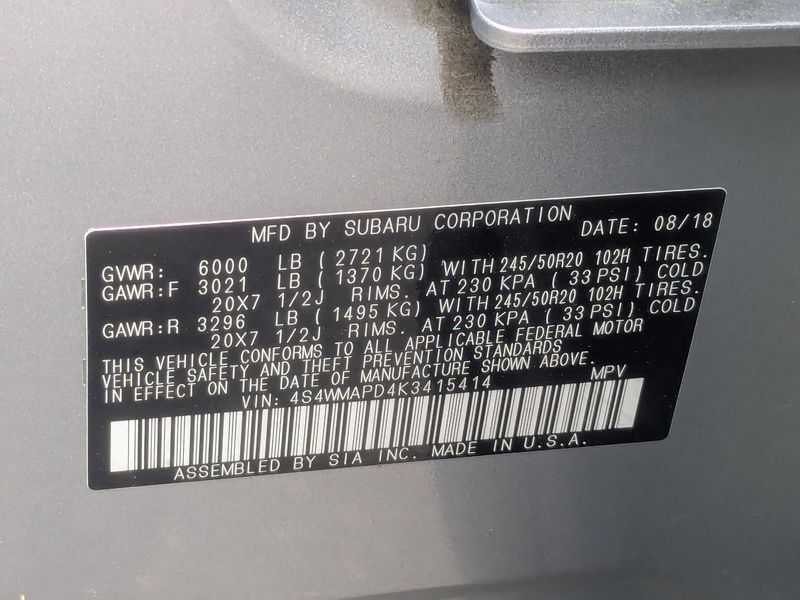 MFD BY SUBARU CORPORATION DATE: 08/18
GVWR: 6000 LB (2721 KG)
GAWR:F 3021 LB (1370 KG) WITH 245/50R20 102H TIRES.
20X7 1/2J RIMS. AT 230 KPA (33 PSI) COLD
GAWR:R 3296 LB (1495 KG) WITH 245/50R20 102H TIRES.
20X7 1/2J RIMS. AT 230 KPA (33 PSI) COLD
THIS VEHICLE CONFORMS TO ALL APPLICABLE FEDERAL MOTOR
VEHICLE SAFETY AND THEFT PREVENTION STANDARDS
IN EFFECT ON THE DATE OF MANUFACTURE SHOWN ABOVE.
VIN: 4S4WMAPD4K3415414 MPV
ASSEMBLED BY SIA INC. MADE IN U.S.A.